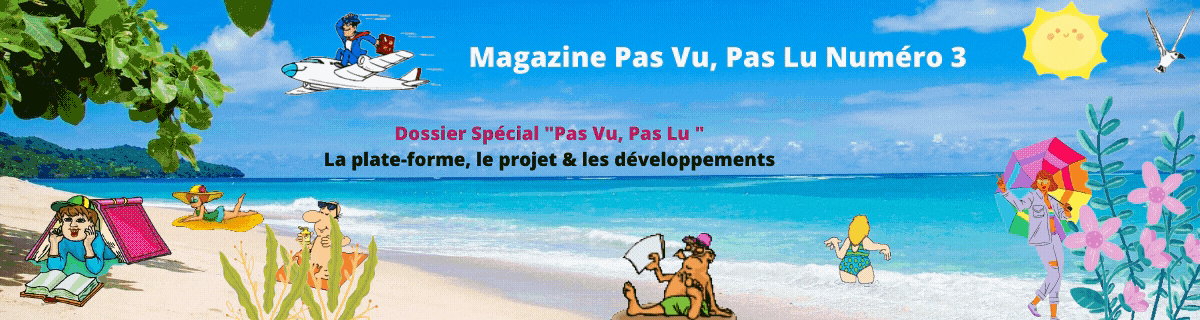 Magazine Pas Vu, Pas Lu Numéro 3
Dossier Spécial "Pas Vu, Pas Lu "
La plate-forme, le projet & les développements